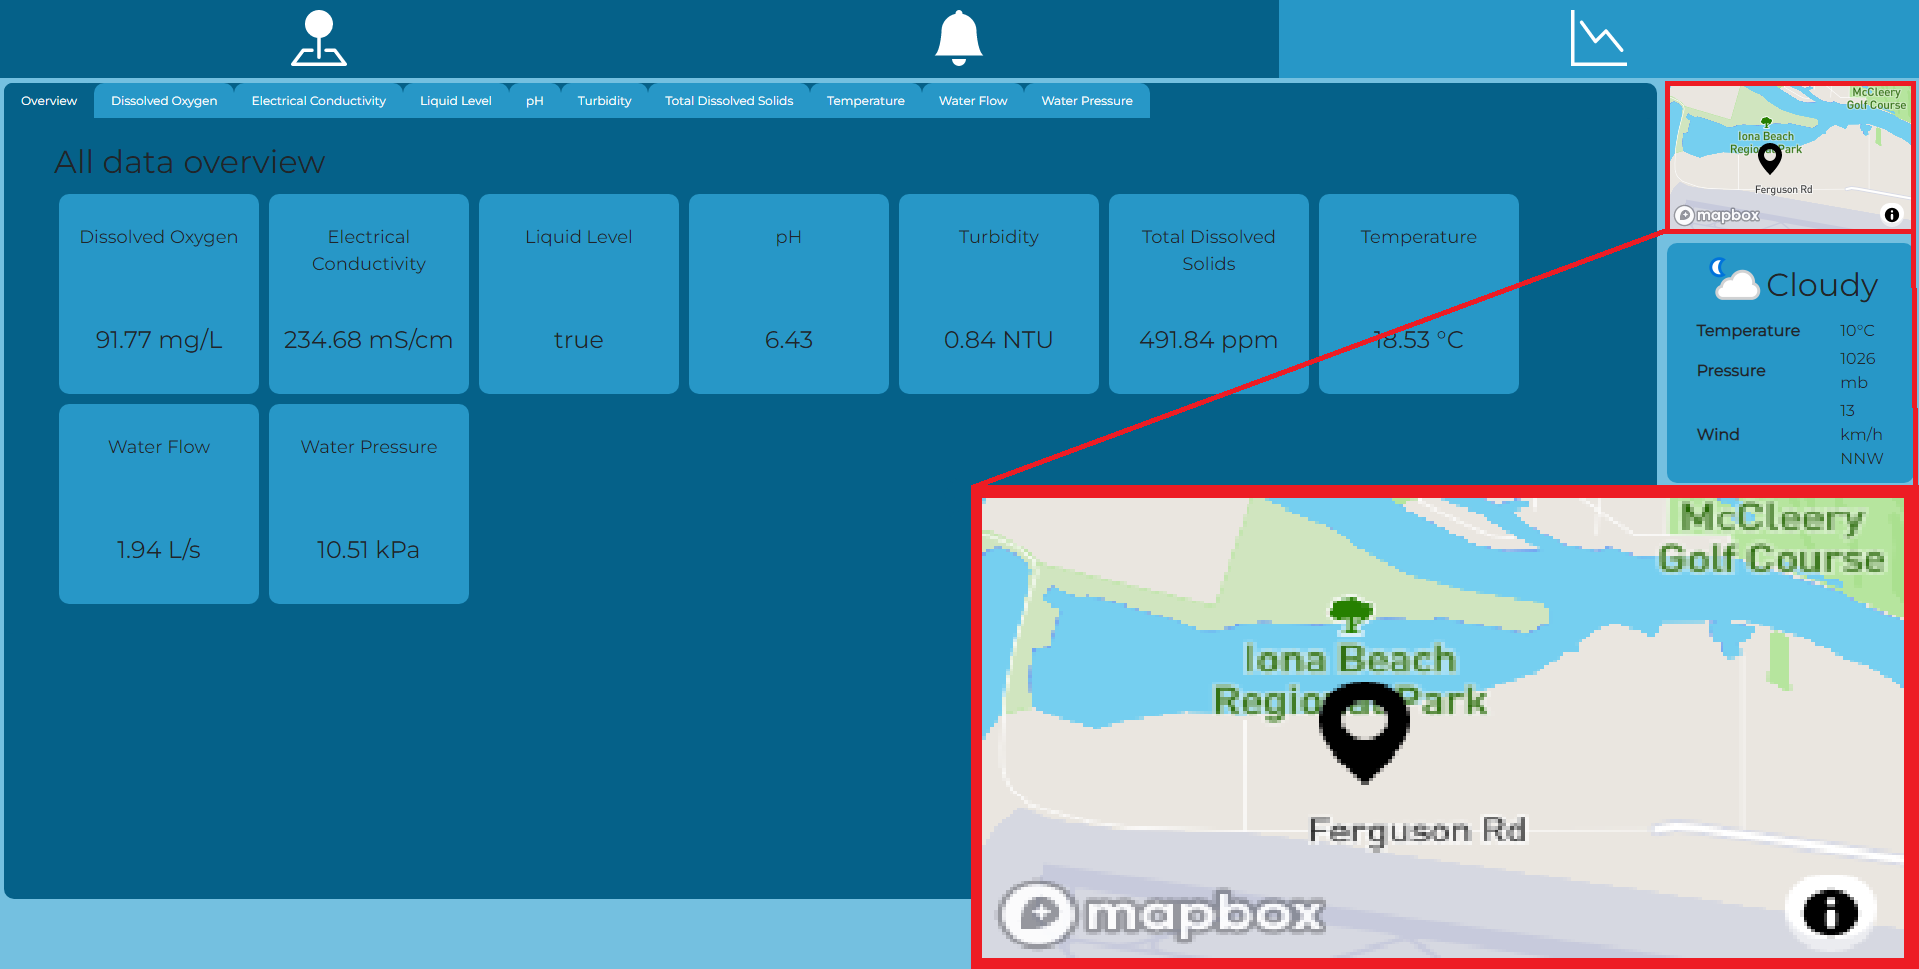 Overview
Dissolved Oxygen
Electrical Conductivity
Liquid Level
pH
Turbidity
Total Dissolved Solids
Temperature
Water Flow
Water Pressure
McCleery
Golf Course
Iona Beach
Regional Park
Ferguson Rd
mapbox
All data overview
Dissolved Oxygen
91.77 mg/L
Electrical
Conductivity
234.68 mS/cm
Liquid Level
true
pH
6.43
Turbidity
0.84 NTU
Total Dissolved
Solids
491.84 ppm
Temperature
18.53 °C
Water Flow
1.94 L/s
Water Pressure
10.51 kPa
Cloudy
Temperature 10°C
Pressure 1026
mb
Wind 13
km/h
NNW
McCleery
Golf Course
Iona Beach
Regional Park
Ferguson Rd
mapbox